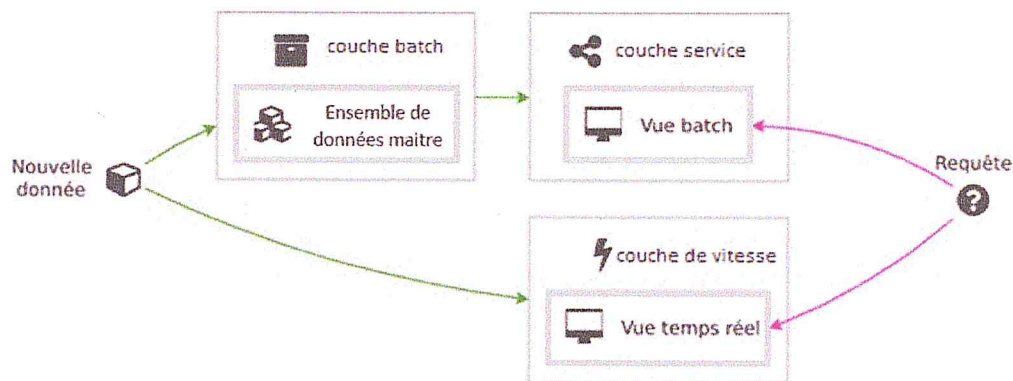 couche batch
Ensemble de
données maitre
couche service
Vue batch
Nouvelle
donnée
Requête
couche de vitesse
Vue temps réel